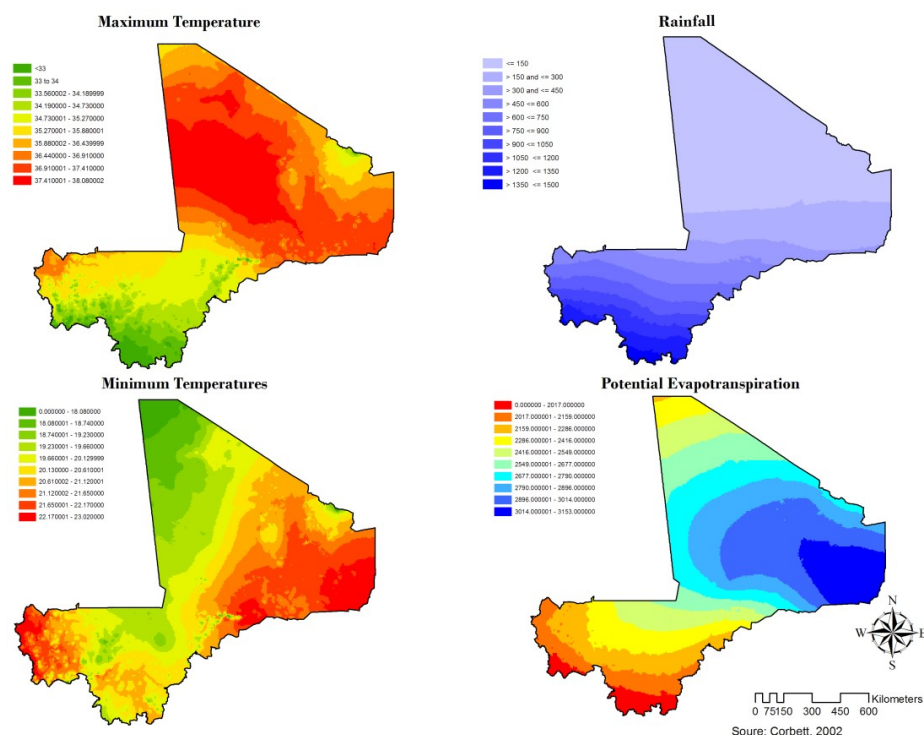 Maximum Temperature
<33
33 to 34
33.560002 - 34.189999
34.190000 - 34.730000
34.730001 - 35.270000
35.270001 - 35.880001
35.880002 - 36.439999
36.440000 - 36.910000
36.910001 - 37.410000
37.410001 - 38.080002
Rainfall
<= 150
> 150 and <= 300
> 300 and <= 450
> 450 <= 600
> 600 <= 750
> 750 <= 900
> 900 <= 1050
> 1050 <= 1200
> 1200 <= 1350
> 1350 <= 1500
Minimum Temperatures
0.000000 - 18.080000
18.080001 - 18.740000
18.740001 - 19.230000
19.230001 - 19.660000
19.660001 - 20.129999
20.130000 - 20.610001
20.610002 - 21.120001
21.120002 - 21.650000
21.650001 - 22.170000
22.170001 - 23.020000
Potential Evapotranspiration
0.000000 - 2017.000000
2017.000001 - 2159.000000
2159.000001 - 2286.000000
2286.000001 - 2416.000000
2416.000001 - 2549.000000
2549.000001 - 2677.000000
2677.000001 - 2790.000000
2790.000001 - 2896.000000
2896.000001 - 3014.000000
3014.000001 - 3153.000000
N
W E
S
Kilometers
0 75150 300 450 600
Soure: Corbett, 2002